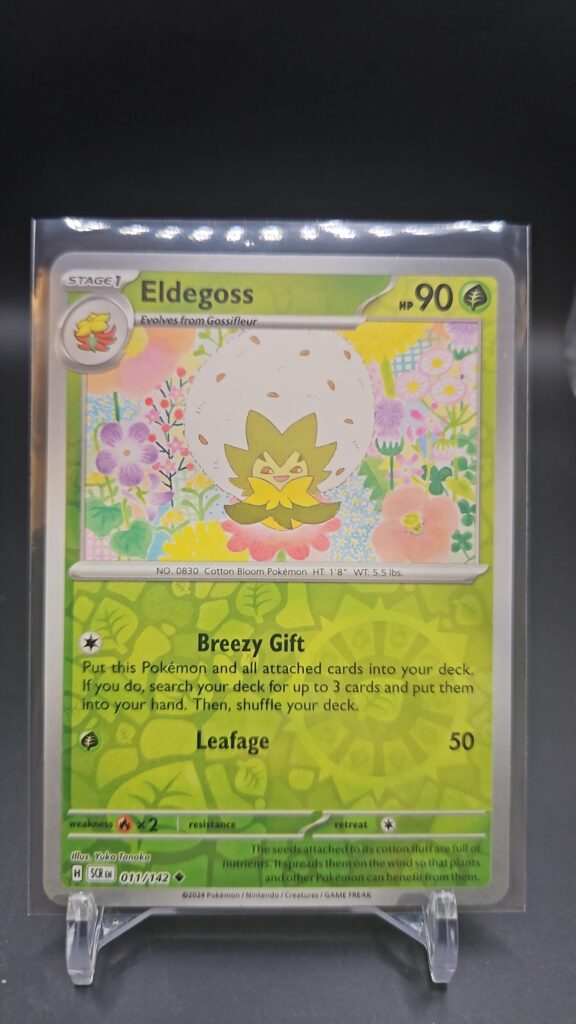 STAGE 1
Eldegoss
HP 90
Evolves from Gossifleur
NO. 0830 Cotton Bloom Pokémon HT: 1'8" WT: 5.5 lbs.
Breezy Gift
Put this Pokémon and all attached cards into your deck.
If you do, search your deck for up to 3 cards and put them
into your hand. Then, shuffle your deck.
Leafage 50
weakness ×2 resistance retreat
Illus. Yuka Tanaka
H SCR EN 011/142
The seeds attached to its cotton fluff are full of
nutrients. It spreads them on the wind so that plants
and other Pokémon can benefit from them.
©2024 Pokémon / Nintendo / Creatures / GAME FREAK